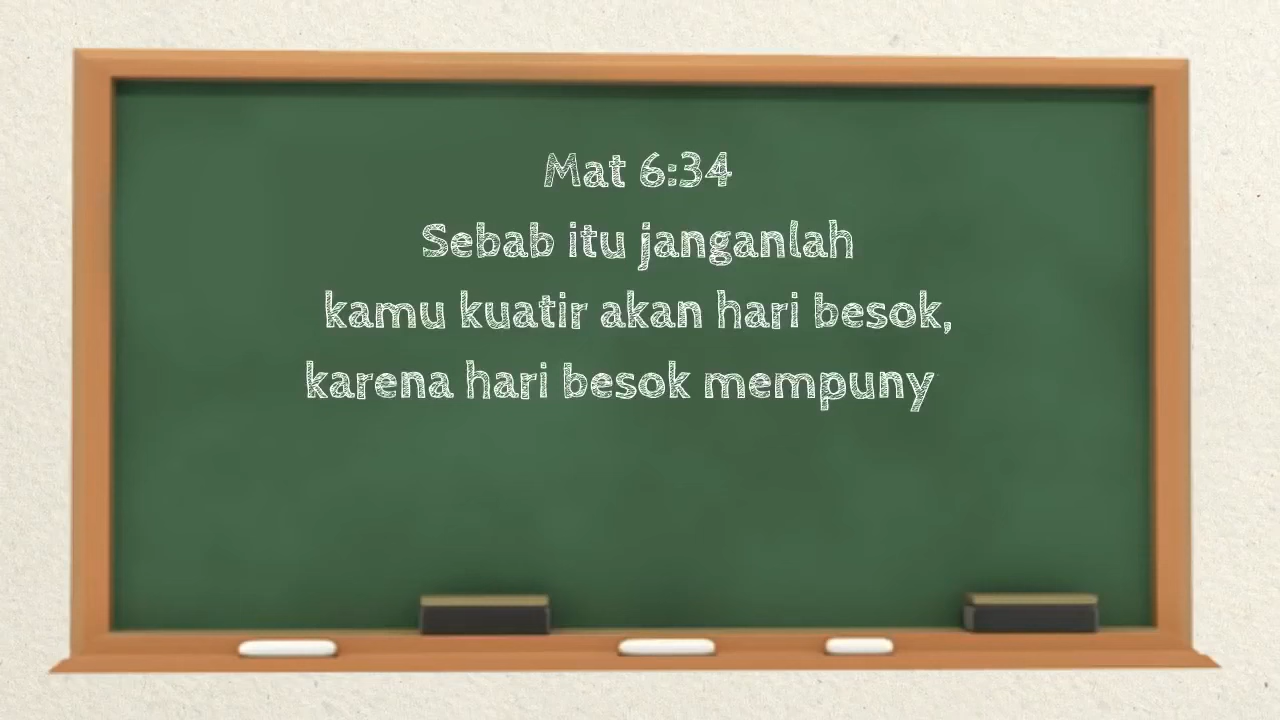 Mat 6:34
Sebab itu janganlah
kamu kuatir akan hari besok,
karena hari besok mempuny